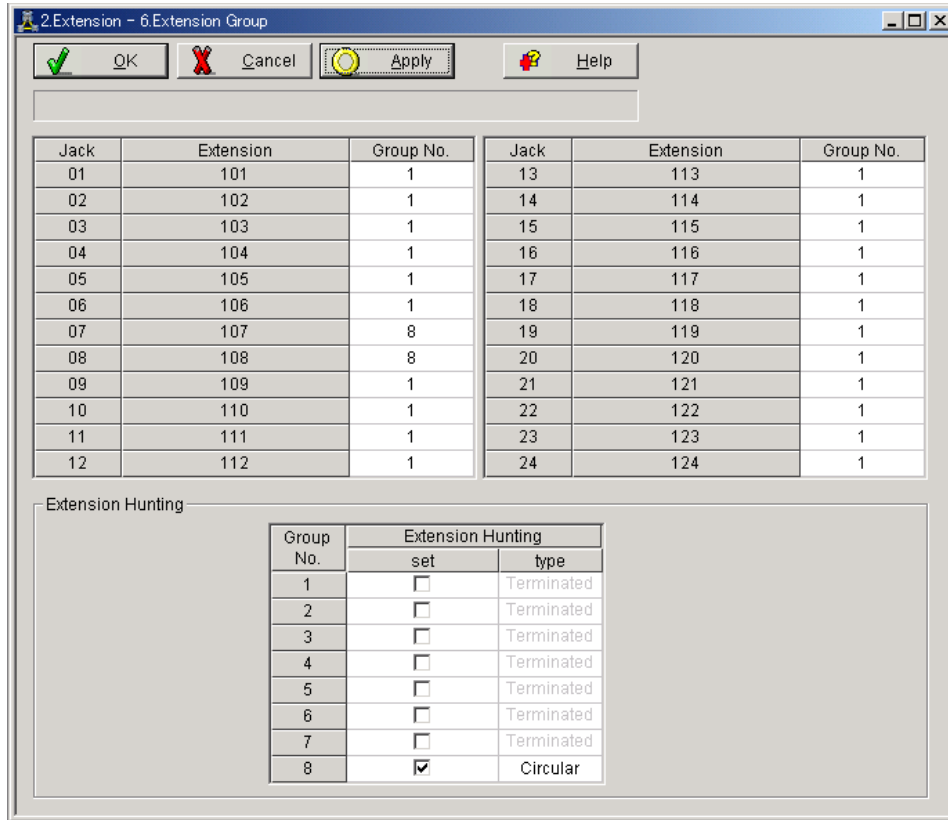 2.Extension - 6.Extension Group
OK Cancel Apply Help
Jack Extension Group No. Jack Extension Group No.
01 101 1 13 113 1
02 102 1 14 114 1
03 103 1 15 115 1
04 104 1 16 116 1
05 105 1 17 117 1
06 106 1 18 118 1
07 107 8 19 119 1
08 108 8 20 120 1
09 109 1 21 121 1
10 110 1 22 122 1
11 111 1 23 123 1
12 112 1 24 124 1
Extension Hunting
Group No. Extension Hunting
set type
1 Terminated
2 Terminated
3 Terminated
4 Terminated
5 Terminated
6 Terminated
7 Terminated
8 Circular